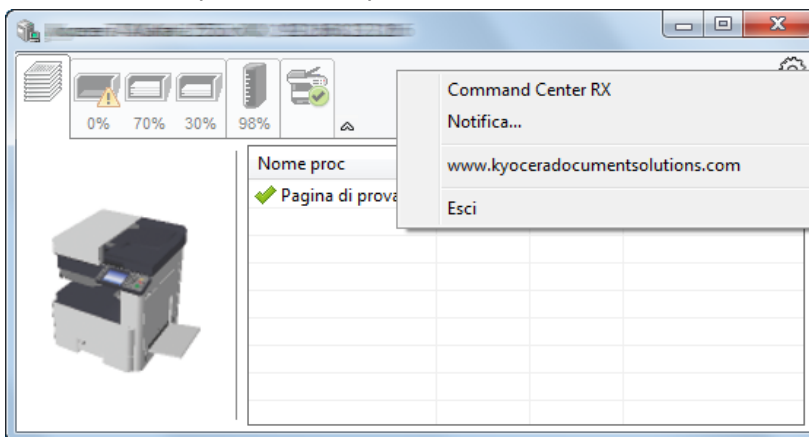 0% 70% 30% 98%
Command Center RX
Notifica...
www.kyoceradocumentsolutions.com
Esci
Nome proc
Pagina di prova